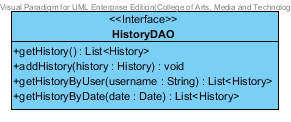 Visual Paradigm for UML Enterprise Edition(College of Arts, Media and Technolog
<<Interface>>
HistoryDAO
+getHistory() : List<History>
+addHistory(history : History) : void
+getHistoryByUser(username : String) : List<History>
+getHistoryByDate(date : Date) : List<History>